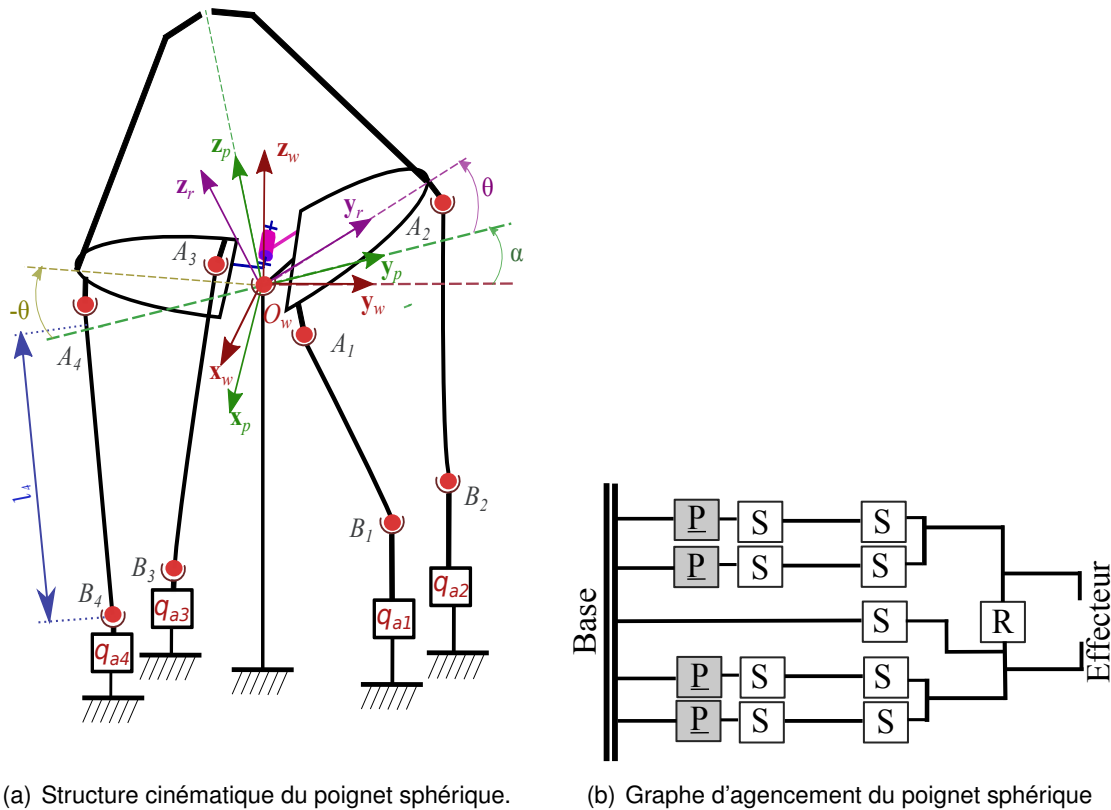 z_p
z_w
z_r
y_r
θ
A_2
A_3
α
y_p
O_w
y_w
-θ
A_1
A_4
x_w
x_p
l_4
B_2
B_1
B_3
B_4
q_a2
q_a3
q_a1
q_a4
P S S
P S S
S R
P S S
P S S
Base
Effecteur
(a) Structure cinématique du poignet sphérique.
(b) Graphe d'agencement du poignet sphérique